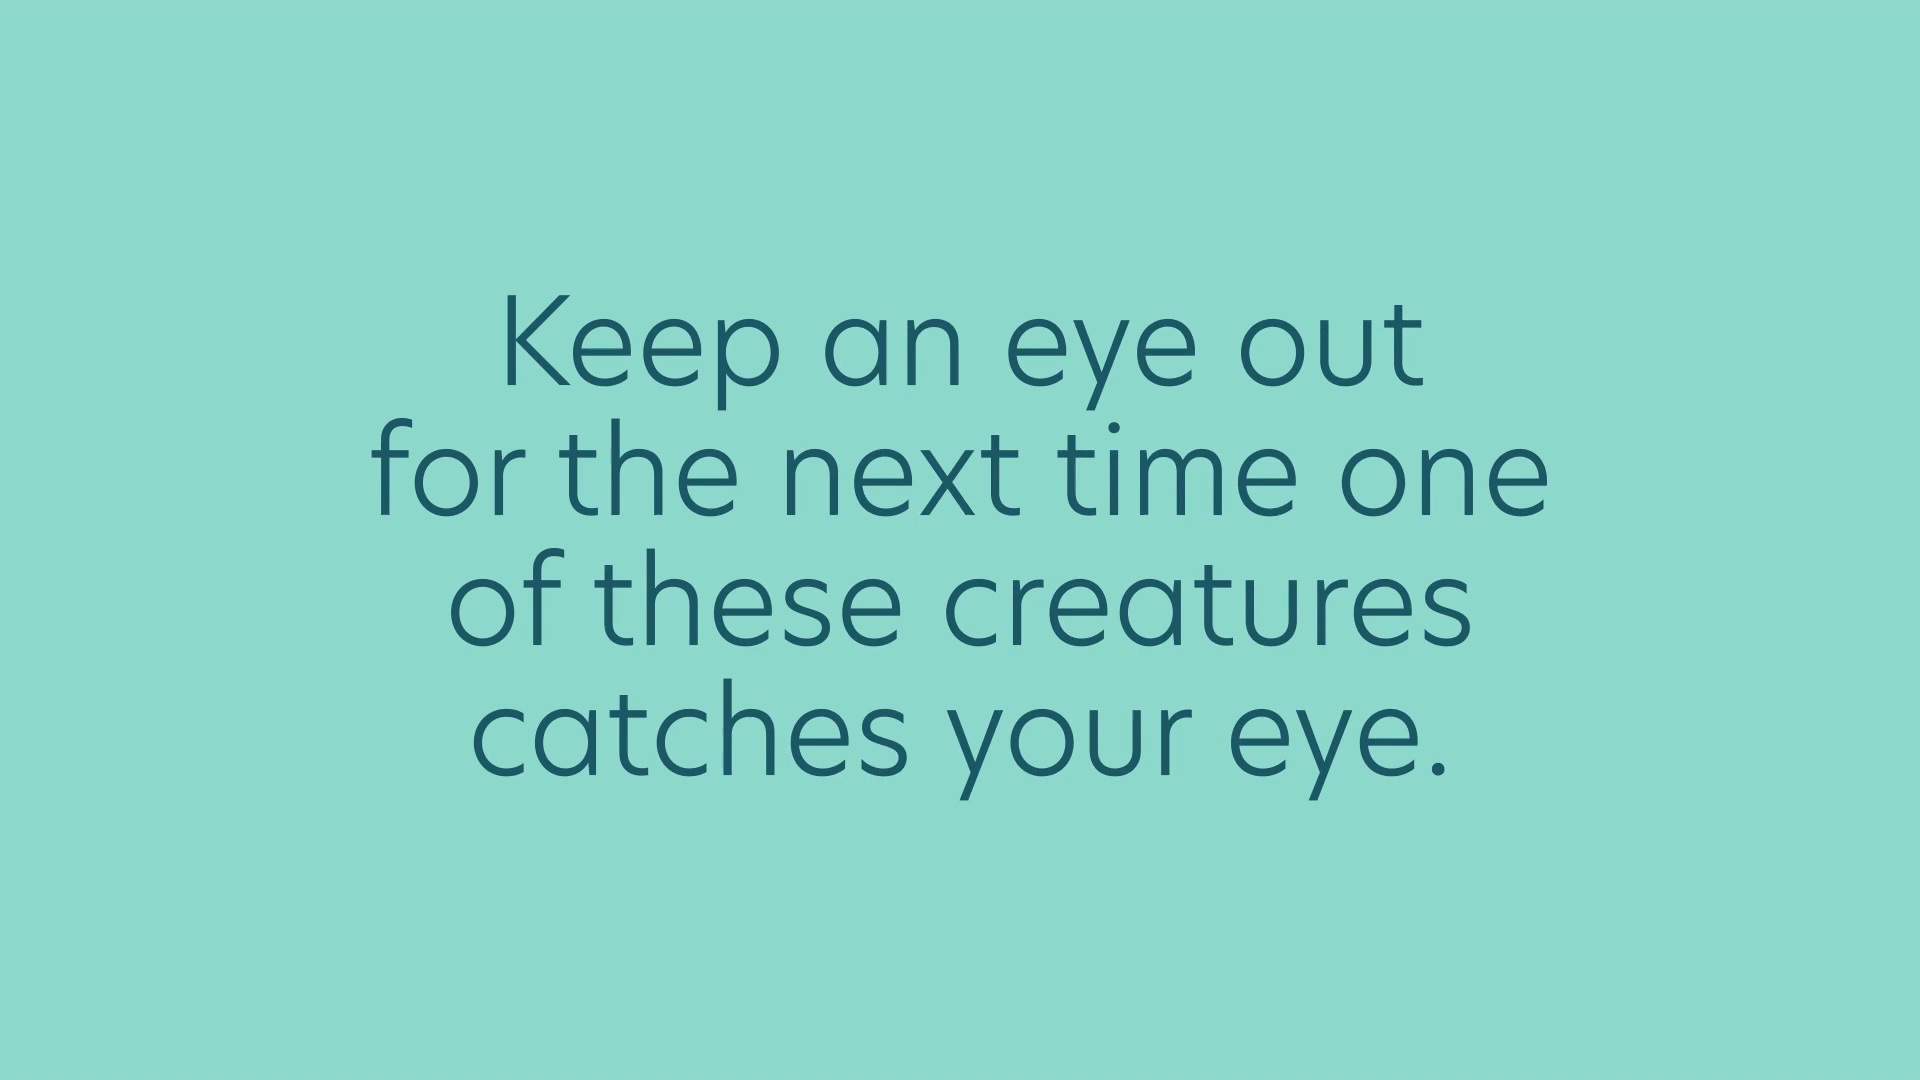 Keep an eye out
for the next time one
of these creatures
catches your eye.